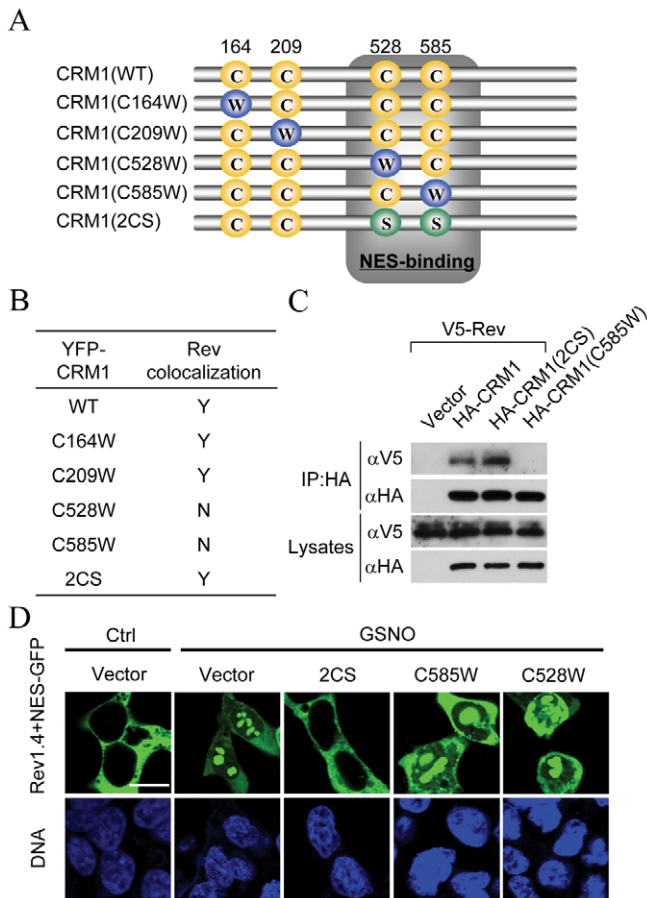 A
164 209 528 585
CRM1(WT) C C C C
CRM1(C164W) W C C C
CRM1(C209W) C W C C
CRM1(C528W) C C W C
CRM1(C585W) C C C W
CRM1(2CS) C C S S
NES-binding
B
YFP-CRM1 Rev colocalization
WT Y
C164W Y
C209W Y
C528W N
C585W N
2CS Y
C
V5-Rev
Vector
HA-CRM1
HA-CRM1(2CS)
HA-CRM1(C585W)
IP:HA
αV5
αHA
Lysates
αV5
αHA
D
Ctrl GSNO
Vector Vector 2CS C585W C528W
Rev1.4+NES-GFP
DNA